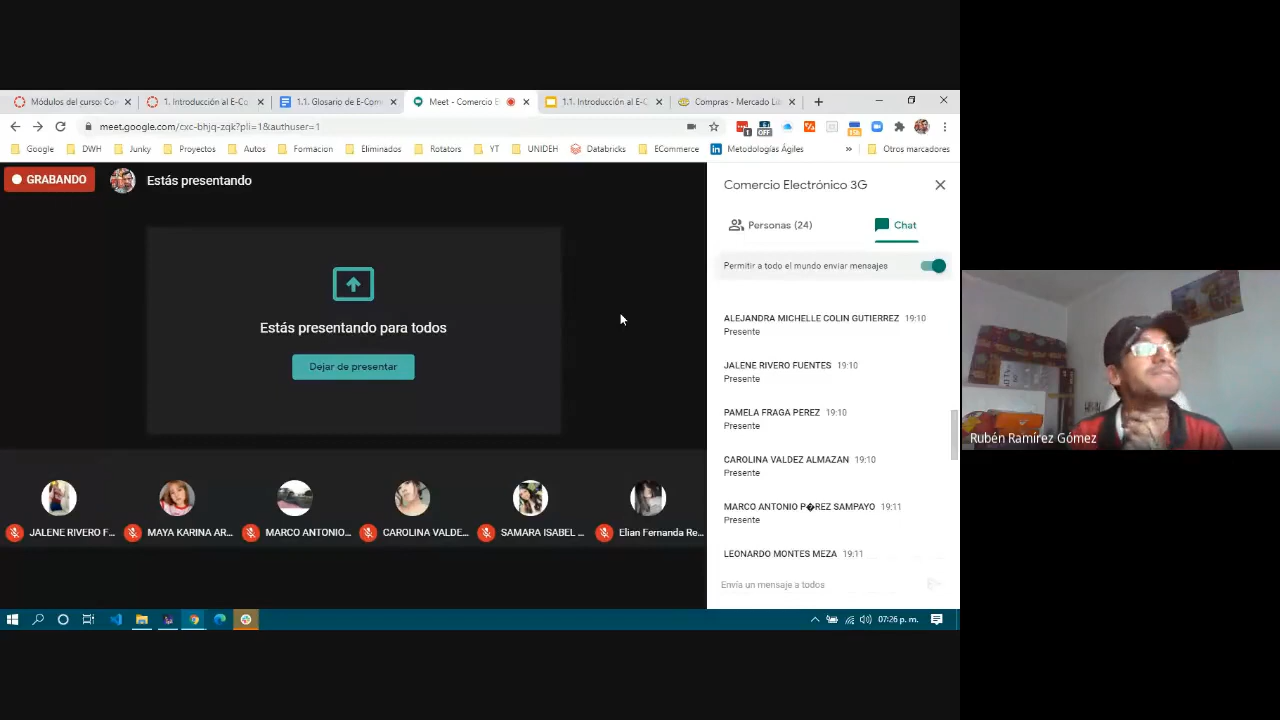 Módulos del curso: Co
1. Introducción al E-Co
1.1. Glosario de E-Com
Meet - Comercio E
1.1. Introducción al E-C
Compras - Mercado Li
meet.google.com/cxc-bhjq-zqk?pli=1&authuser=1
Google
DWH
Junky
Proyectos
Autos
Formacion
Eliminados
Rotators
YT
UNIDEH
Databricks
ECommerce
Metodologías Ágiles
»
Otros marcadores
GRABANDO
Estás presentando
Estás presentando para todos
Dejar de presentar
JALENE RIVERO F...
MAYA KARINA AR...
MARCO ANTONIO...
CAROLINA VALDE...
SAMARA ISABEL ...
Elian Fernanda Re...
Comercio Electrónico 3G
Personas (24)
Chat
Permitir a todo el mundo enviar mensajes
ALEJANDRA MICHELLE COLIN GUTIERREZ 19:10
Presente
JALENE RIVERO FUENTES 19:10
Presente
PAMELA FRAGA PEREZ 19:10
Presente
CAROLINA VALDEZ ALMAZAN 19:10
Presente
MARCO ANTONIO P�REZ SAMPAYO 19:11
Presente
LEONARDO MONTES MEZA 19:11
Envía un mensaje a todos
07:26 p. m.
Rubén Ramírez Gómez